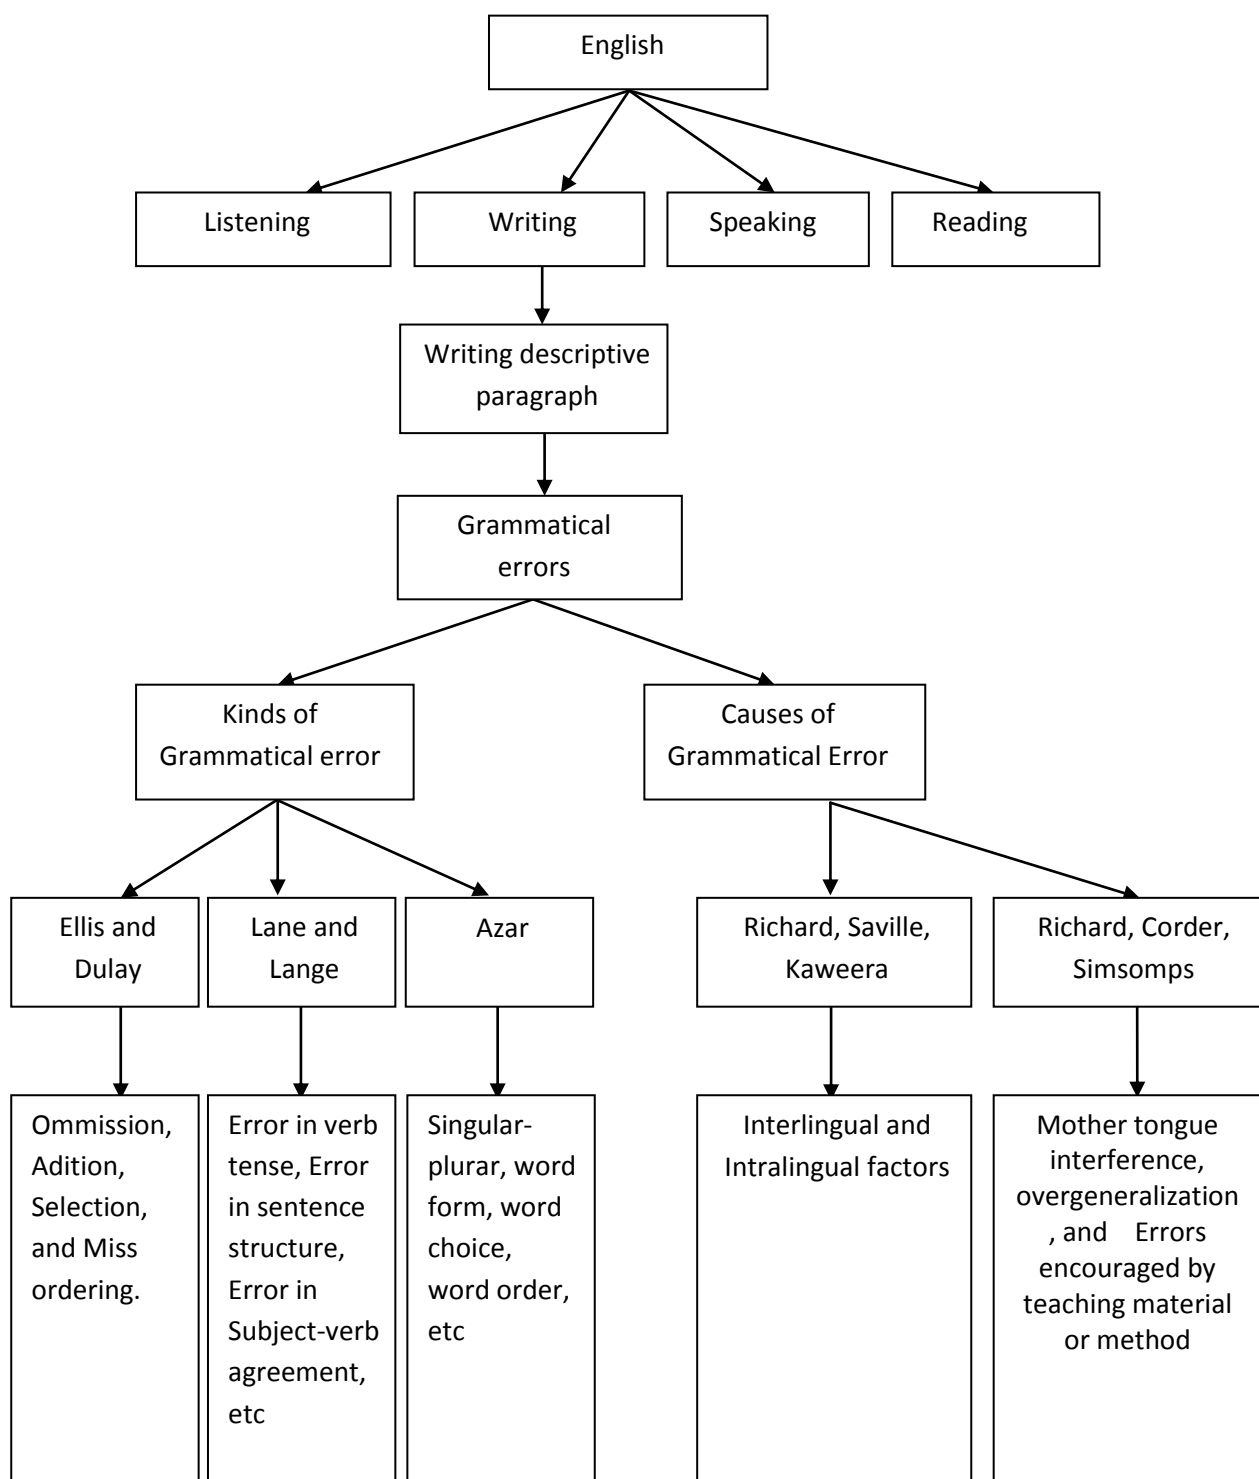 English
Listening
Writing
Speaking
Reading
Writing descriptive
paragraph
Grammatical
errors
Kinds of
Grammatical error
Causes of
Grammatical Error
Ellis and
Dulay
Lane and
Lange
Azar
Richard, Saville,
Kaweera
Richard, Corder,
Simsomps
Ommission,
Adition,
Selection,
and Miss
ordering.
Error in verb
tense, Error
in sentence
structure,
Error in
Subject-verb
agreement,
etc
Singular-
plurar, word
form, word
choice,
word order,
etc
Interlingual and
Intralingual factors
Mother tongue
interference,
overgeneralization
, and Errors
encouraged by
teaching material
or method